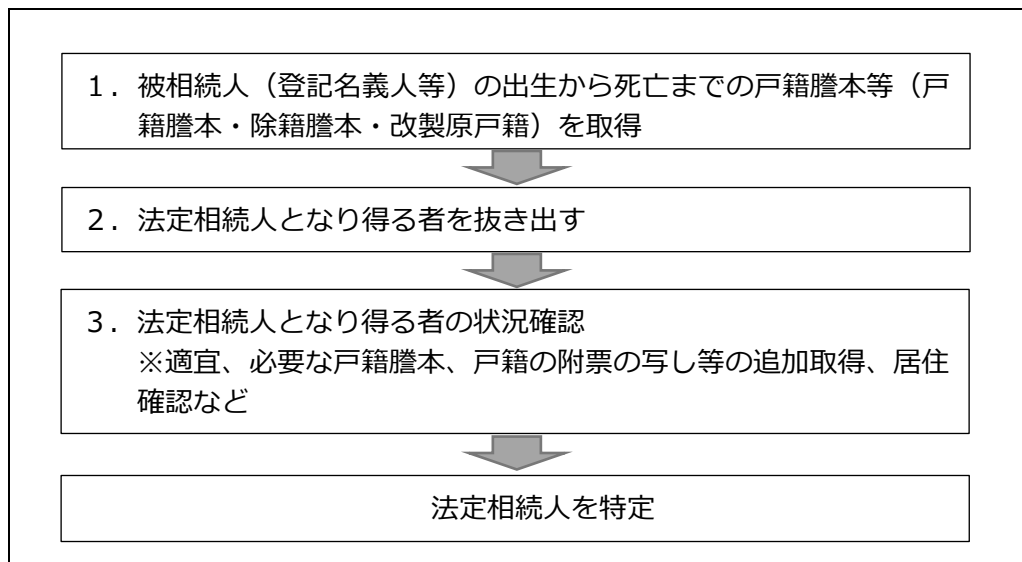 １．被相続人（登記名義人等）の出生から死亡までの戸籍謄本等（戸
籍謄本・除籍謄本・改製原戸籍）を取得
２．法定相続人となり得る者を抜き出す
３．法定相続人となり得る者の状況確認
※適宜、必要な戸籍謄本、戸籍の附票の写し等の追加取得、居住
確認など
法定相続人を特定